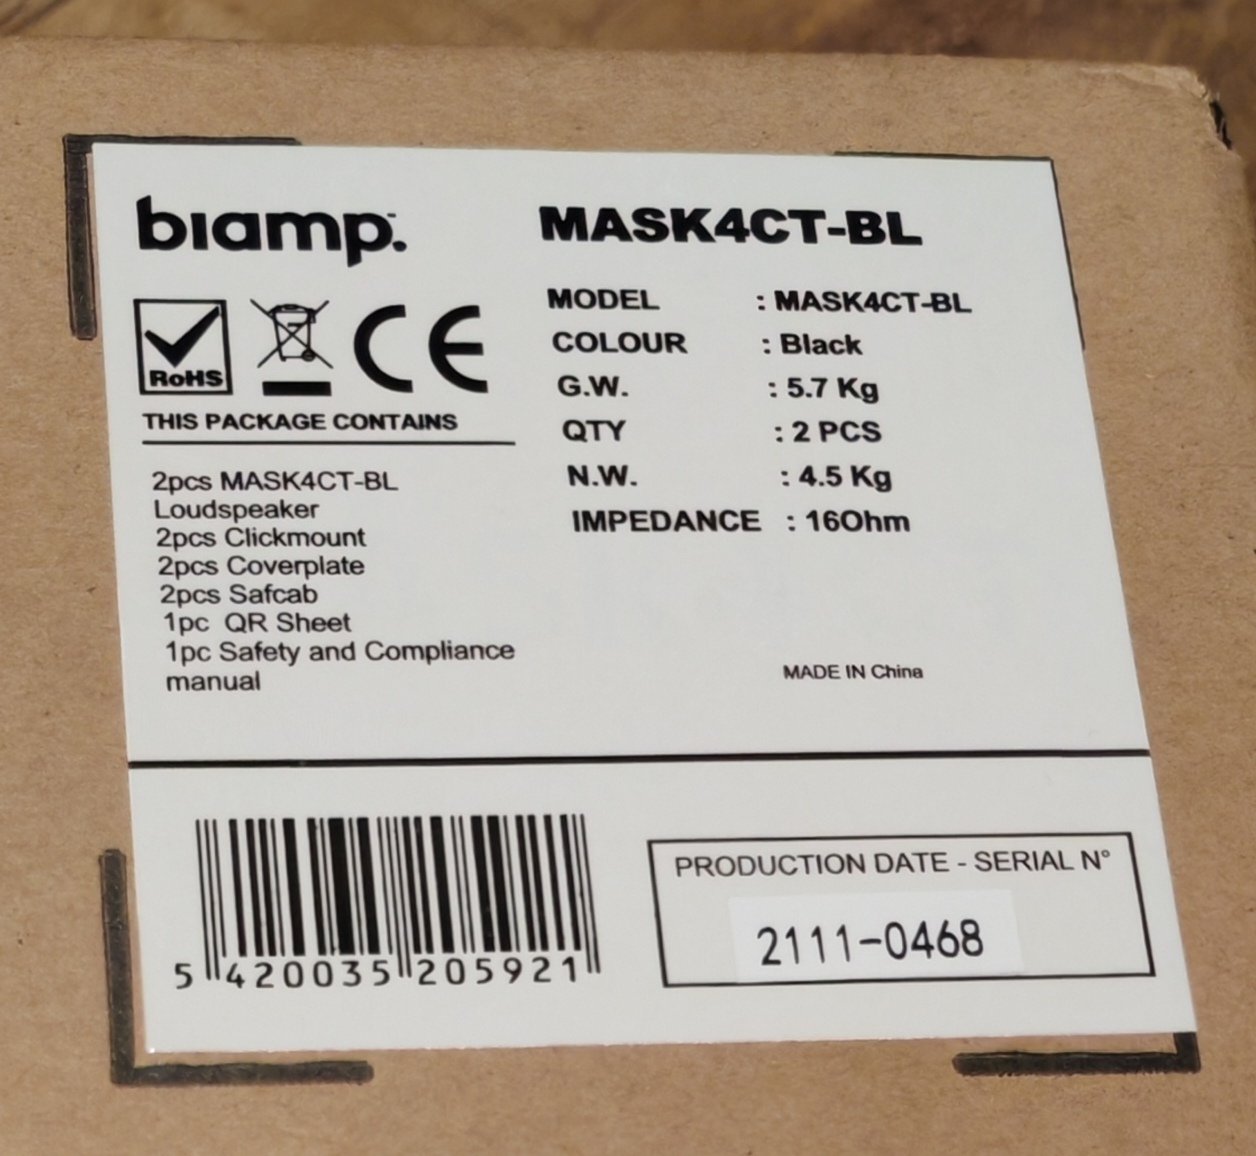 biamp.
MASK4CT-BL
RoHS
CE
THIS PACKAGE CONTAINS
2pcs MASK4CT-BL
Loudspeaker
2pcs Clickmount
2pcs Coverplate
2pcs Safcab
1pc QR Sheet
1pc Safety and Compliance
manual
MODEL : MASK4CT-BL
COLOUR : Black
G.W. : 5.7 Kg
QTY : 2 PCS
N.W. : 4.5 Kg
IMPEDANCE : 16Ohm
MADE IN China
5 420035 205921
PRODUCTION DATE - SERIAL N°
2111-0468